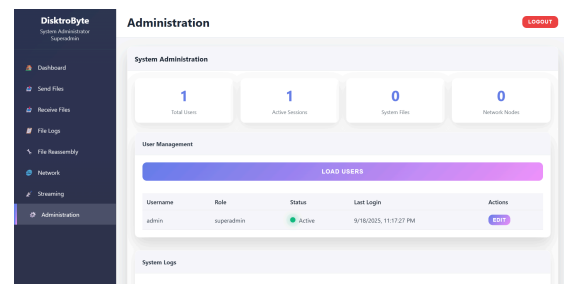 DisktroByte
System Administrator
Superadmin
Dashboard
Send Files
Receive Files
File Logs
File Reassembly
Network
Streaming
Administration
Administration
LOGOUT
System Administration
1
Total Users
1
Active Sessions
0
System Files
0
Network Nodes
User Management
LOAD USERS
Username Role Status Last Login Actions
admin superadmin Active 9/18/2025, 11:17:27 PM EDIT
System Logs